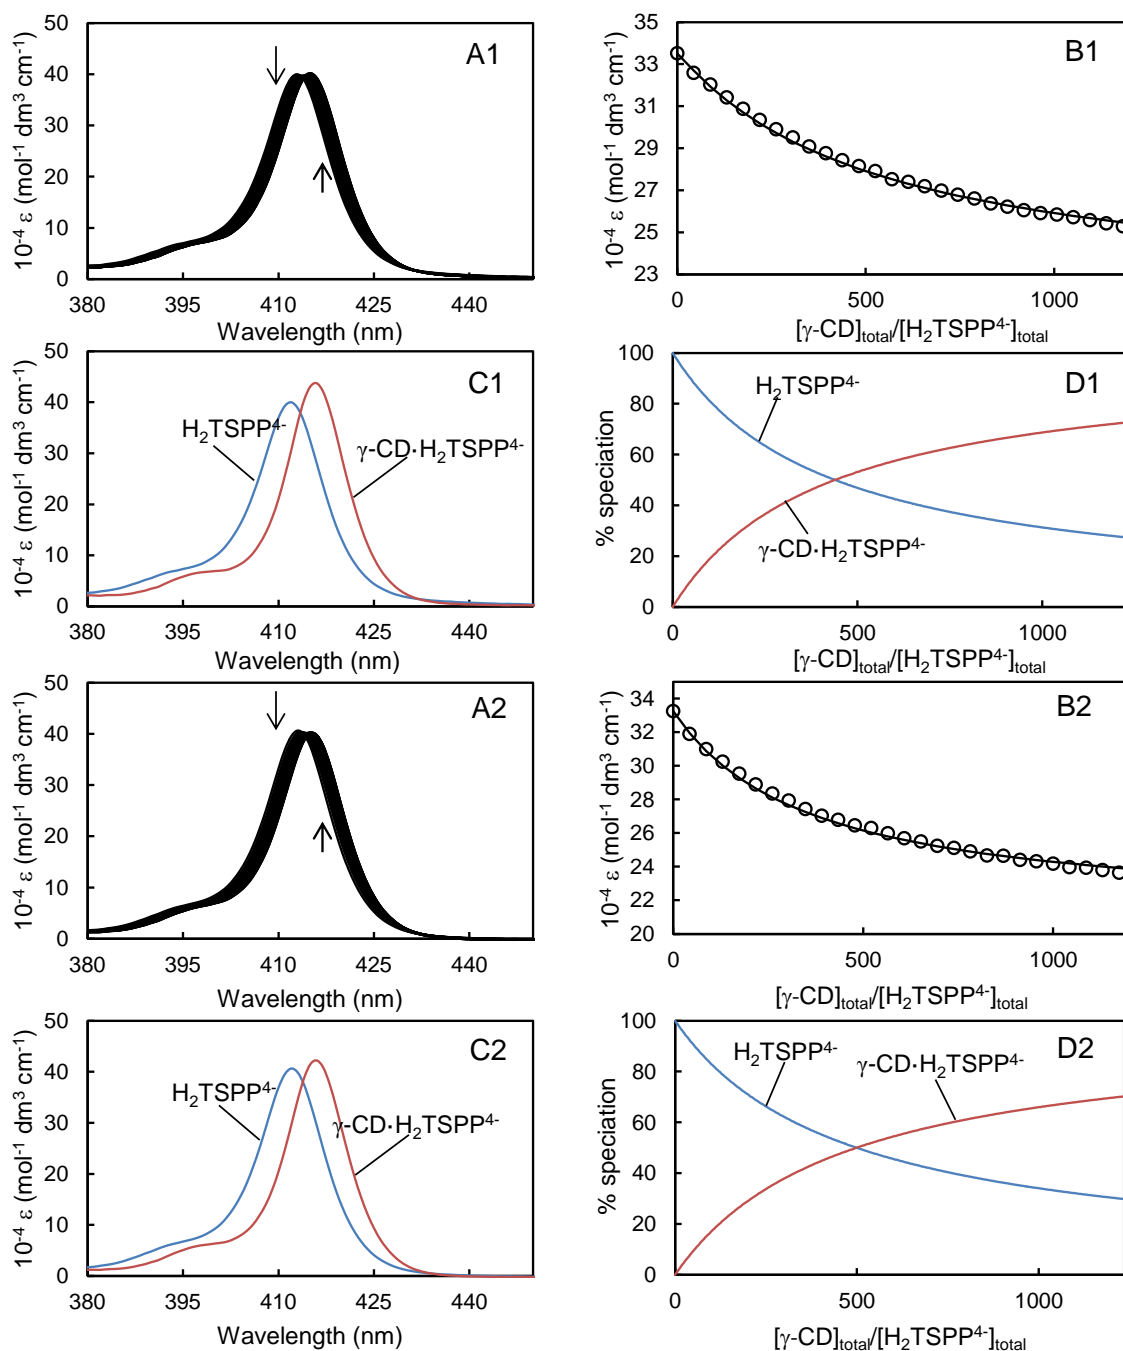 A1
10⁻⁴ ε (mol⁻¹ dm³ cm⁻¹)
50
40
30
20
10
0
380 395 410 425 440
Wavelength (nm)
B1
10⁻⁴ ε (mol⁻¹ dm³ cm⁻¹)
35
33
31
29
27
25
23
0 500 1000
[γ-CD]total/[H₂TSPP⁴⁻]total
C1
10⁻⁴ ε (mol⁻¹ dm³ cm⁻¹)
50
40
30
20
10
0
H₂TSPP⁴⁻
γ-CD·H₂TSPP⁴⁻
380 395 410 425 440
Wavelength (nm)
D1
% speciation
100
80
60
40
20
0
H₂TSPP⁴⁻
γ-CD·H₂TSPP⁴⁻
0 500 1000
[γ-CD]total/[H₂TSPP⁴⁻]total
A2
10⁻⁴ ε (mol⁻¹ dm³ cm⁻¹)
50
40
30
20
10
0
380 395 410 425 440
Wavelength (nm)
B2
10⁻⁴ ε (mol⁻¹ dm³ cm⁻¹)
34
32
30
28
26
24
22
20
0 500 1000
[γ-CD]total/[H₂TSPP⁴⁻]total
C2
10⁻⁴ ε (mol⁻¹ dm³ cm⁻¹)
50
40
30
20
10
0
H₂TSPP⁴⁻
γ-CD·H₂TSPP⁴⁻
380 395 410 425 440
Wavelength (nm)
D2
% speciation
100
80
60
40
20
0
H₂TSPP⁴⁻
γ-CD·H₂TSPP⁴⁻
0 500 1000
[γ-CD]total/[H₂TSPP⁴⁻]total